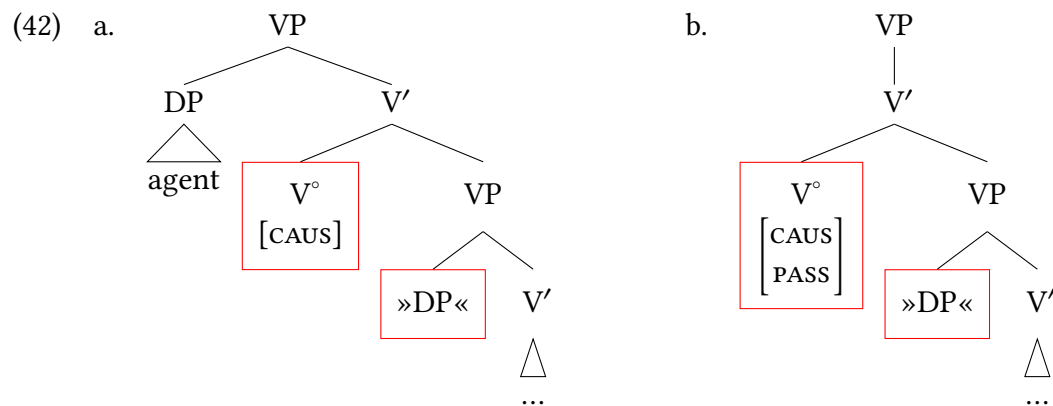 (42) a. VP b. VP
DP V′ V′
agent V° VP V° VP
[CAUS] [CAUS
PASS]
»DP« V′ »DP« V′
... ...